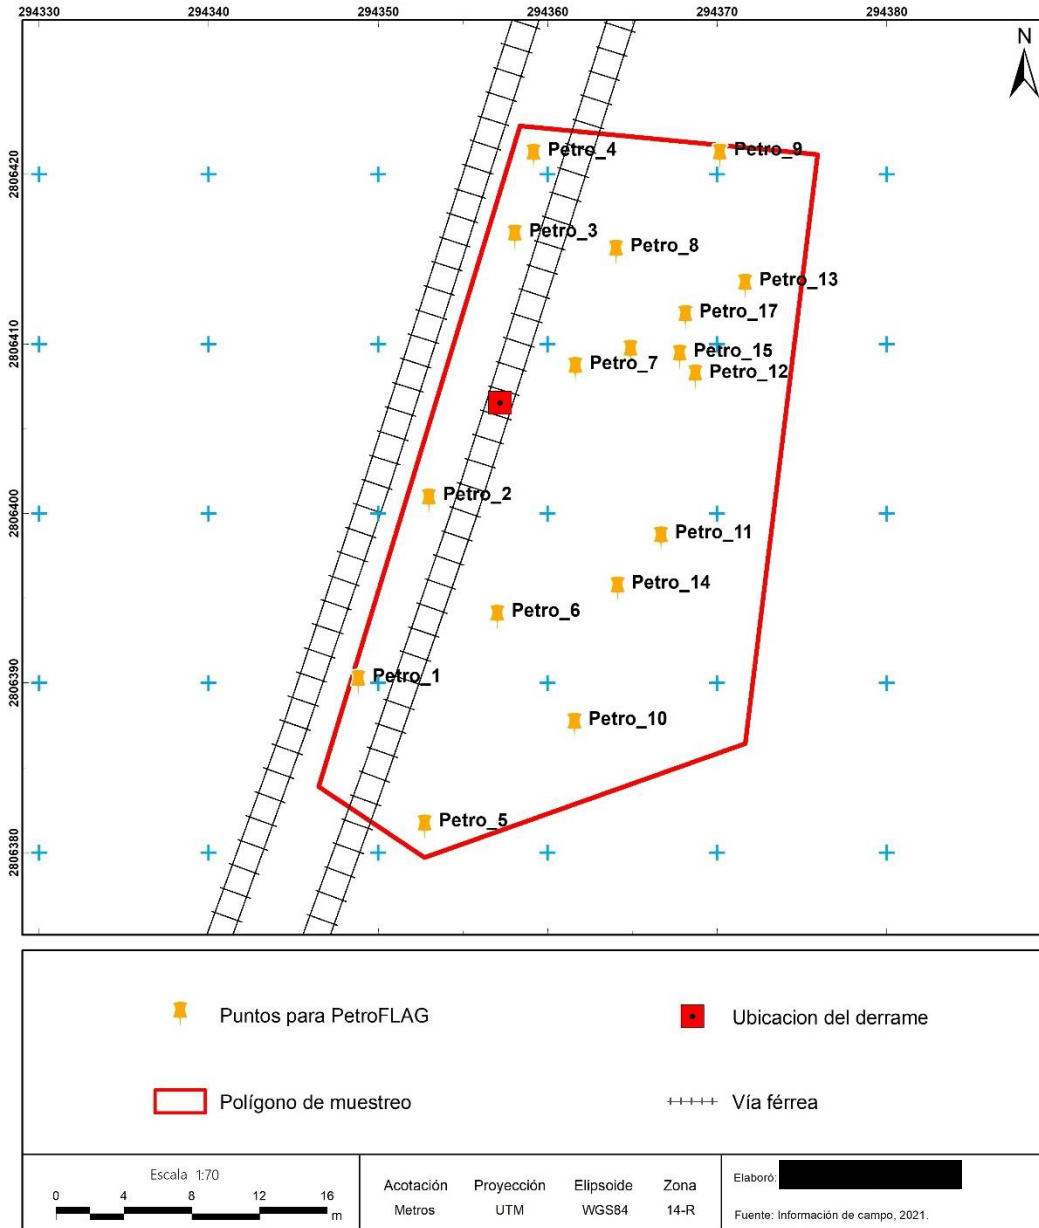 294330 294340 294350 294360 294370 294380
N
2806420
2806410
2806400
2806390
2806380
Petro_4
Petro_9
Petro_3
Petro_8
Petro_13
Petro_17
Petro_15
Petro_7
Petro_12
Petro_2
Petro_11
Petro_14
Petro_6
Petro_1
Petro_10
Petro_5
Puntos para PetroFLAG
Ubicacion del derrame
Polígono de muestreo
Vía férrea
Escala 1:70
0 4 8 12 16
m
Acotación Proyección Elipsoide Zona
Metros UTM WGS84 14-R
Elaboró:
Fuente: Información de campo, 2021.